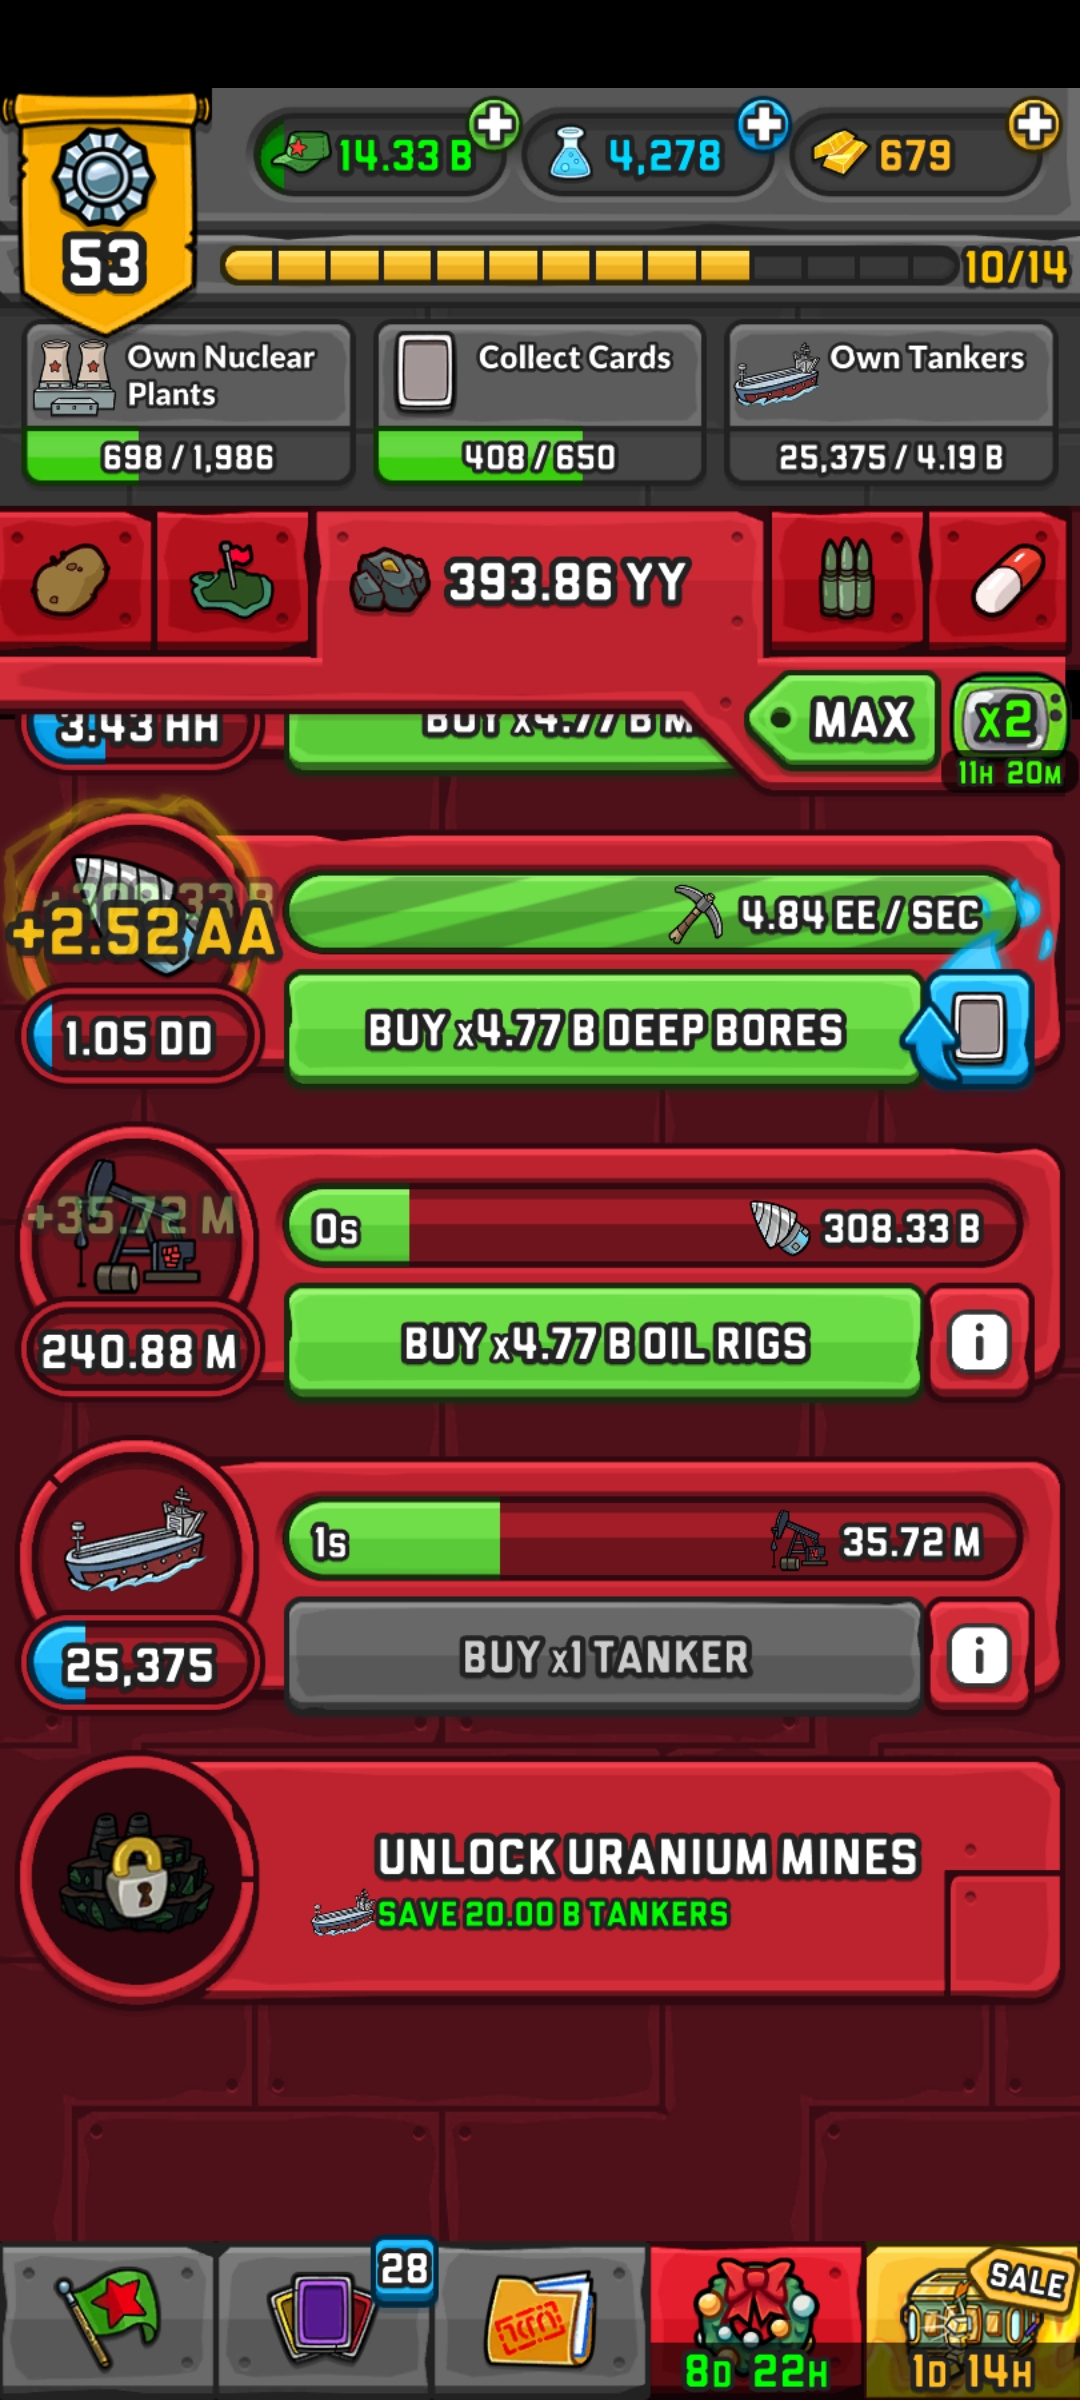 14.33 B
4,278
679
53
10/14
Own Nuclear
Plants
Collect Cards
Own Tankers
698 / 1,986
408 / 650
25,375 / 4.19 B
393.86 YY
MAX
x2
11H 20M
3.43 HH
BUY x4.77 B M
+308.33 B
+2.52 AA
4.84 EE / SEC
1.05 DD
BUY x4.77 B DEEP BORES
+35.72 M
0s
308.33 B
240.88 M
BUY x4.77 B OIL RIGS
i
1s
35.72 M
25,375
BUY x1 TANKER
i
UNLOCK URANIUM MINES
SAVE 20.00 B TANKERS
28
SALE
8D 22H
1D 14H